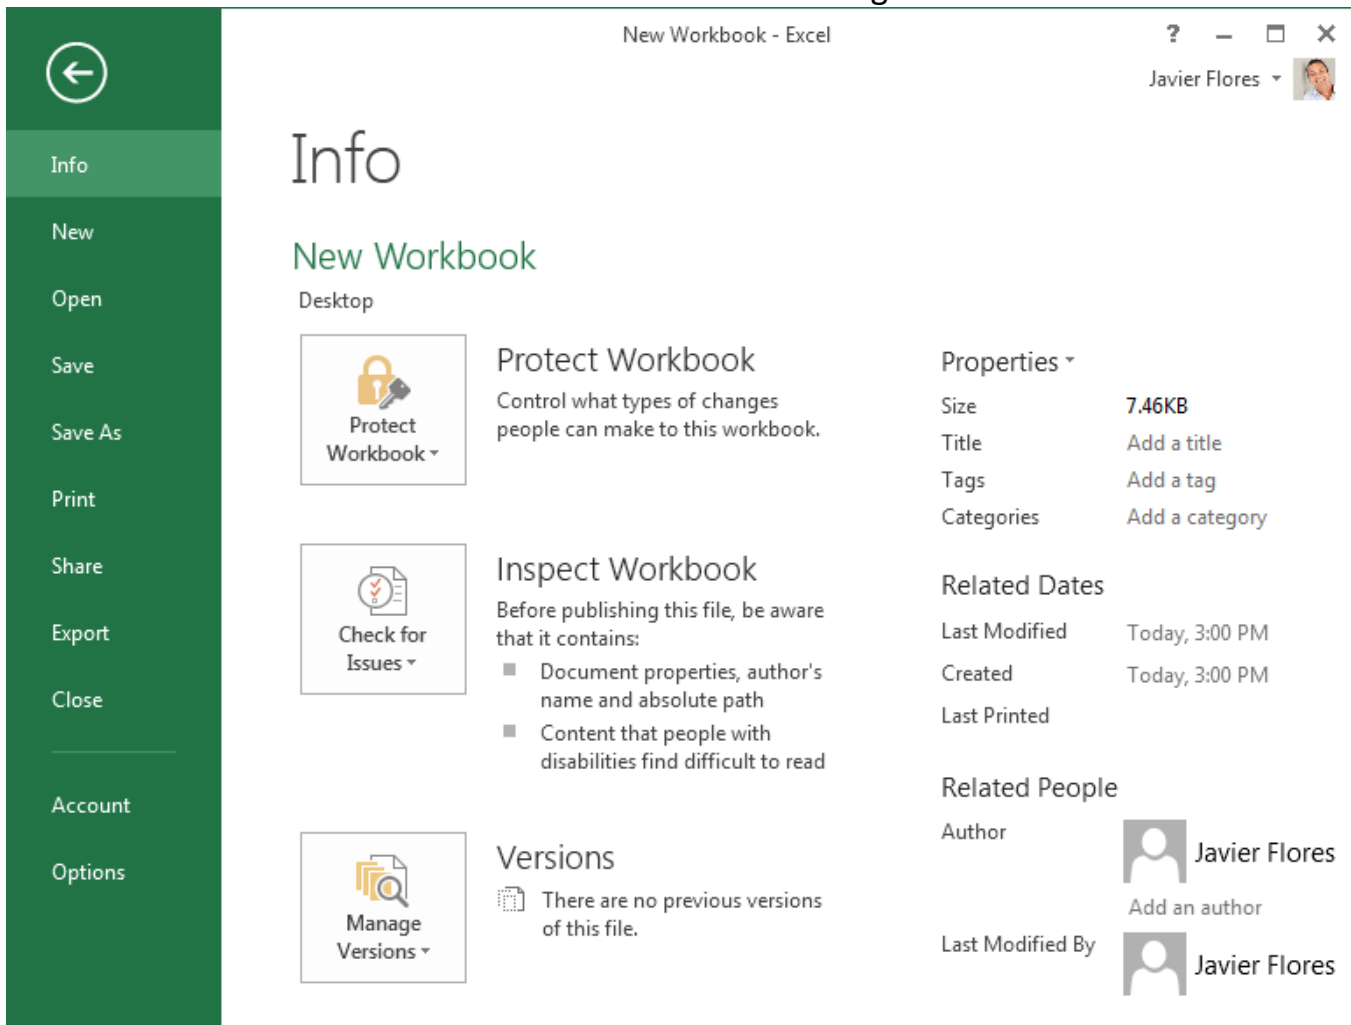 New Workbook - Excel
?
Javier Flores
Info
New
Open
Save
Save As
Print
Share
Export
Close
Account
Options
Info
New Workbook
Desktop
Protect
Workbook
Protect Workbook
Control what types of changes
people can make to this workbook.
Check for
Issues
Inspect Workbook
Before publishing this file, be aware
that it contains:
Document properties, author's
name and absolute path
Content that people with
disabilities find difficult to read
Manage
Versions
Versions
There are no previous versions
of this file.
Properties
Size 7.46KB
Title Add a title
Tags Add a tag
Categories Add a category
Related Dates
Last Modified Today, 3:00 PM
Created Today, 3:00 PM
Last Printed
Related People
Author Javier Flores
Add an author
Last Modified By Javier Flores